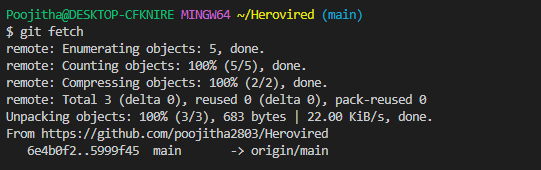 Poojitha@DESKTOP-CFKNIRE MINGW64 ~/Herovired (main)
$ git fetch
remote: Enumerating objects: 5, done.
remote: Counting objects: 100% (5/5), done.
remote: Compressing objects: 100% (2/2), done.
remote: Total 3 (delta 0), reused 0 (delta 0), pack-reused 0
Unpacking objects: 100% (3/3), 683 bytes | 22.00 KiB/s, done.
From https://github.com/poojitha2803/Herovired
   6e4b0f2..5999f45  main       -> origin/main